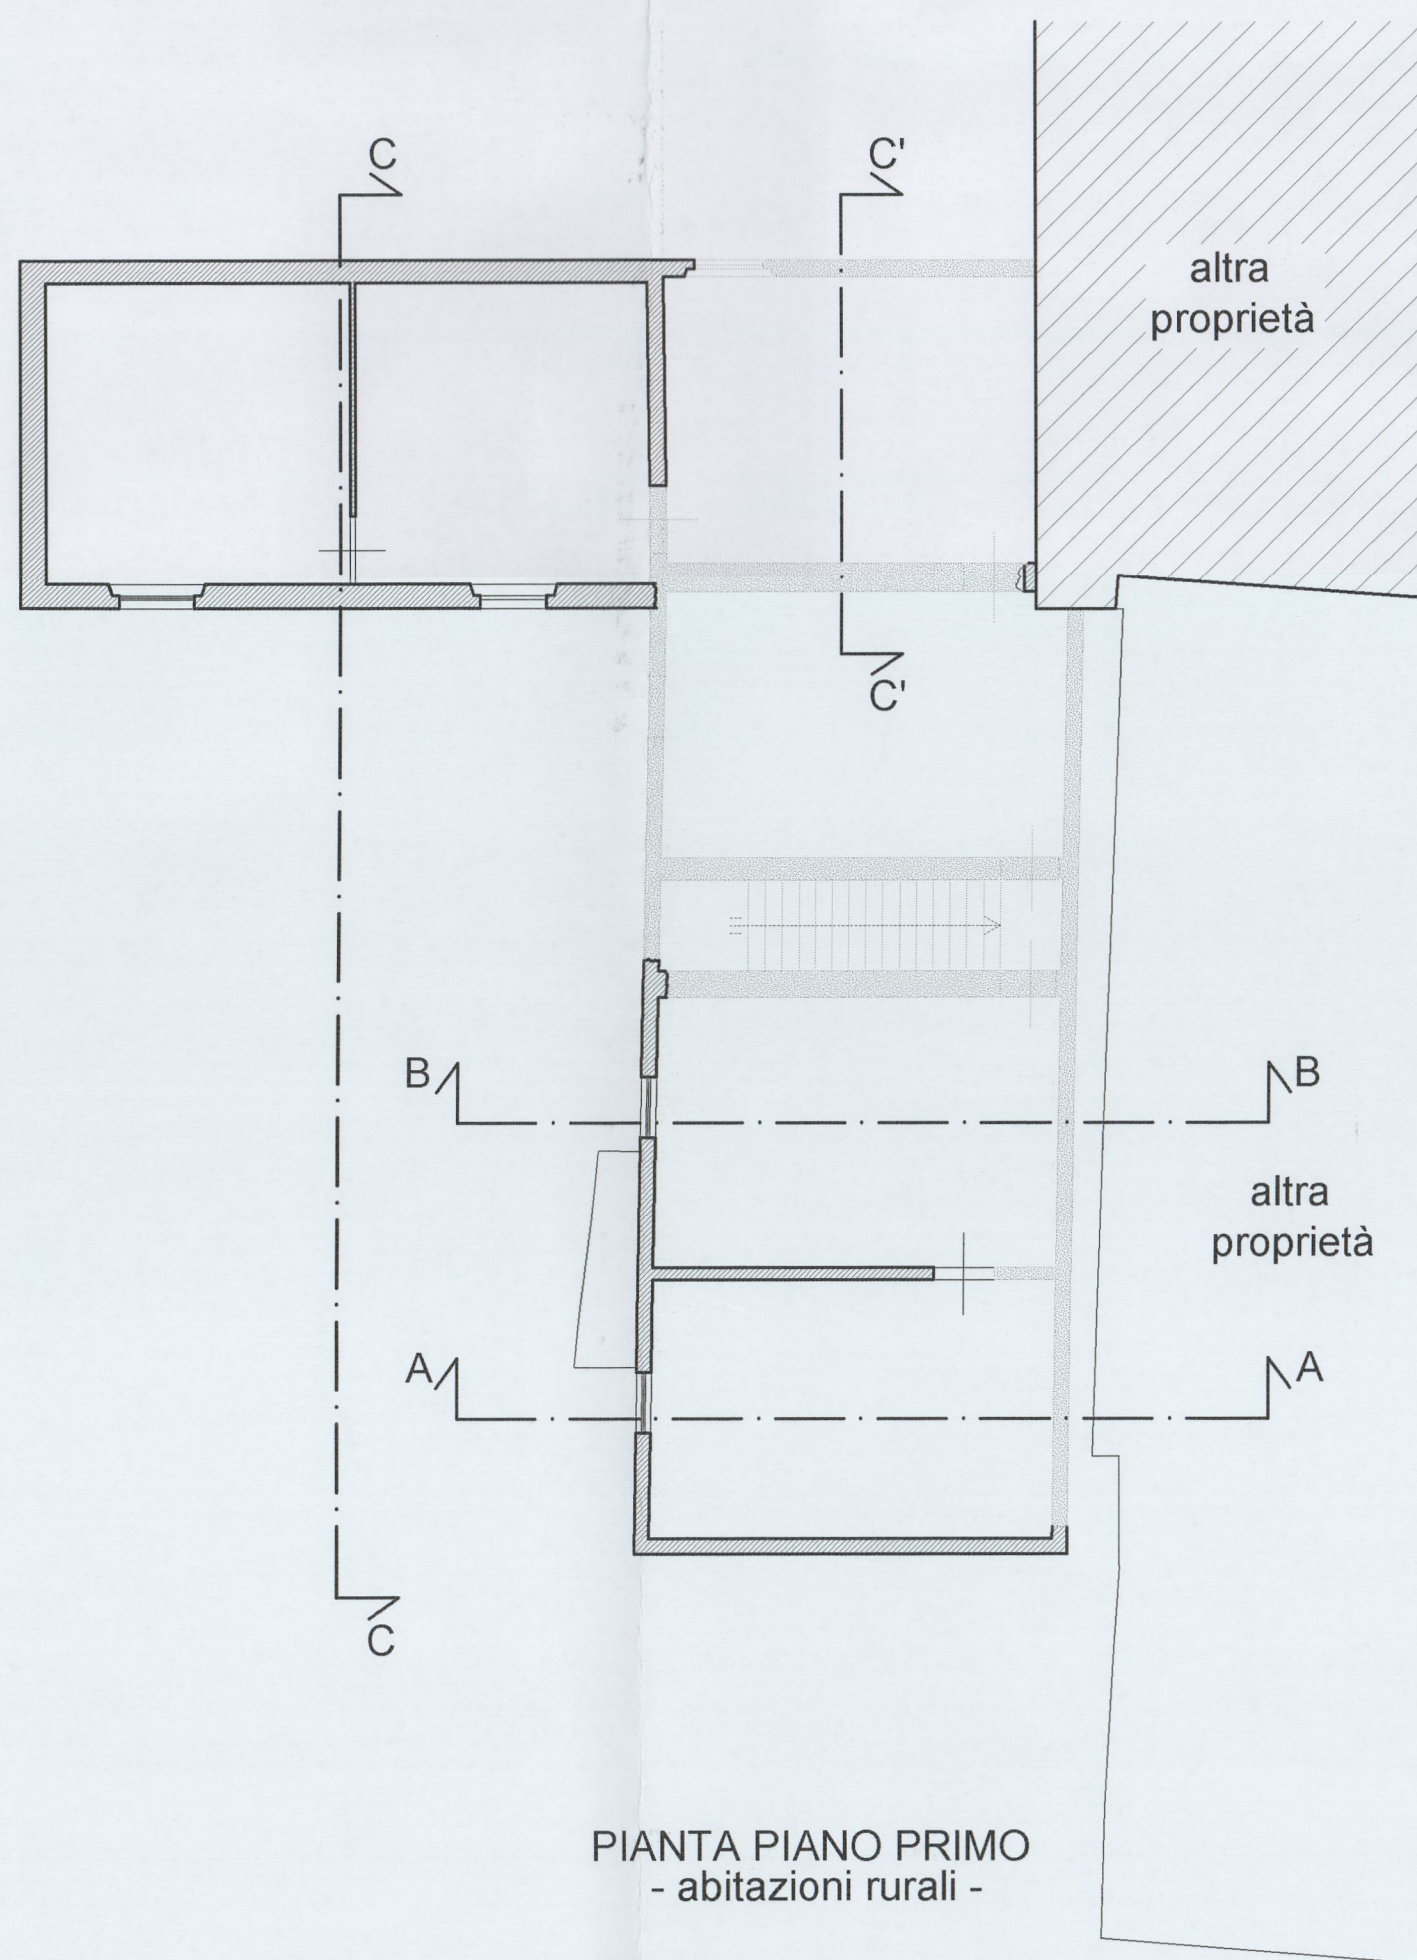 C
C'
altra
proprietà
C'
B
B
altra
proprietà
A
A
C
PIANTA PIANO PRIMO
- abitazioni rurali -